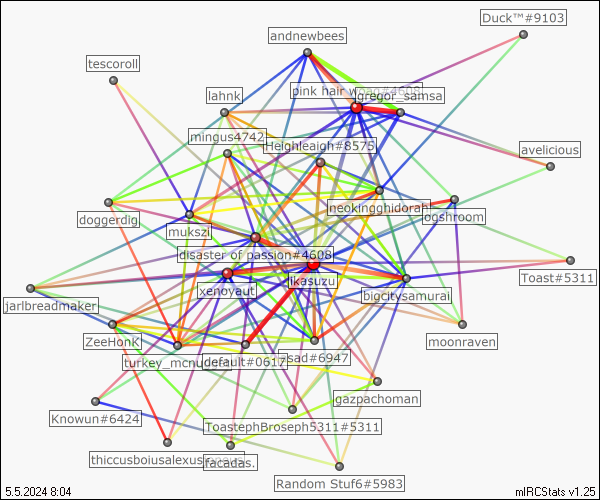 Duck™#9103
andnewbees
tescoroll
pink hair w
#4608
gregor_samsa
lahnk
mingus4742
Heighleaigh#8575
avelicious
neokingghidorah
logshroom
doggerdig
mukszi
disaster of passion#4608
ikasuzu
Toast#5311
xenoyaut
bigcitysamurai
jarlbreadmaker
ZeeHonk
turkey_mcnu
default#0617
sad#6947
moonraven
gazpachoman
Knowun#6424
ToastephBroseph5311#5311
thiccusboiusalexus
facadas.
Random Stuf6#5983
5.5.2024 8:04
mIRCStats v1.25